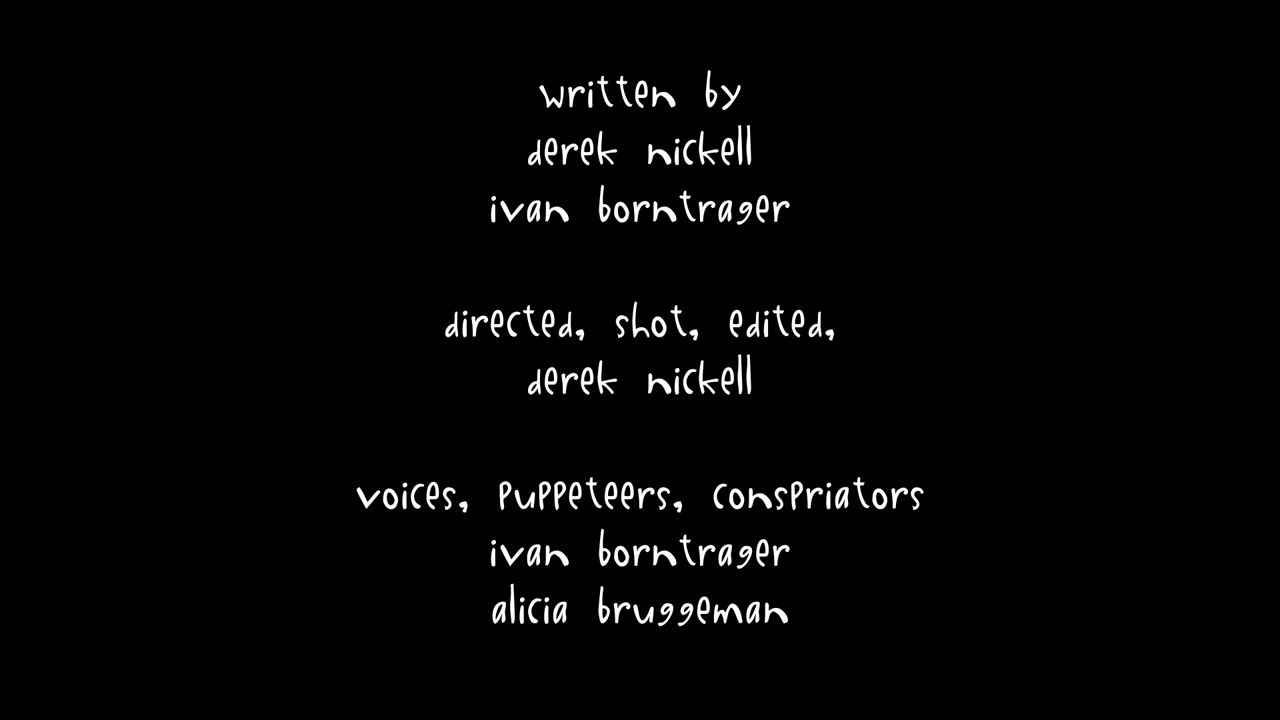 written by
derek nickell
ivan borntrager
directed, shot, edited,
derek nickell
voices, puppeteers, conspriators
ivan borntrager
alicia bruggeman